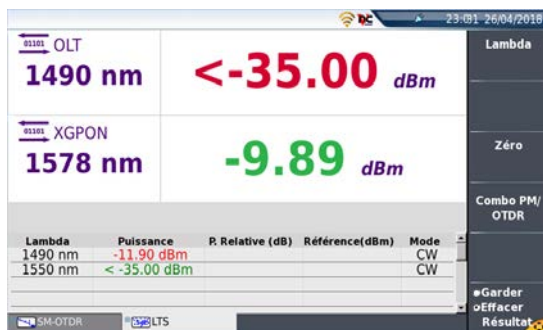 23:01 26/04/2018
01101 OLT
1490 nm
<-35.00 dBm
01101 XGPON
1578 nm
-9.89 dBm
Lambda
Zéro
Combo PM/
OTDR
Lambda Puissance P. Relative (dB) Référence(dBm) Mode
1490 nm -11.90 dBm CW
1550 nm < -35.00 dBm CW
Garder
Effacer
Résultat
SM-OTDR LTS